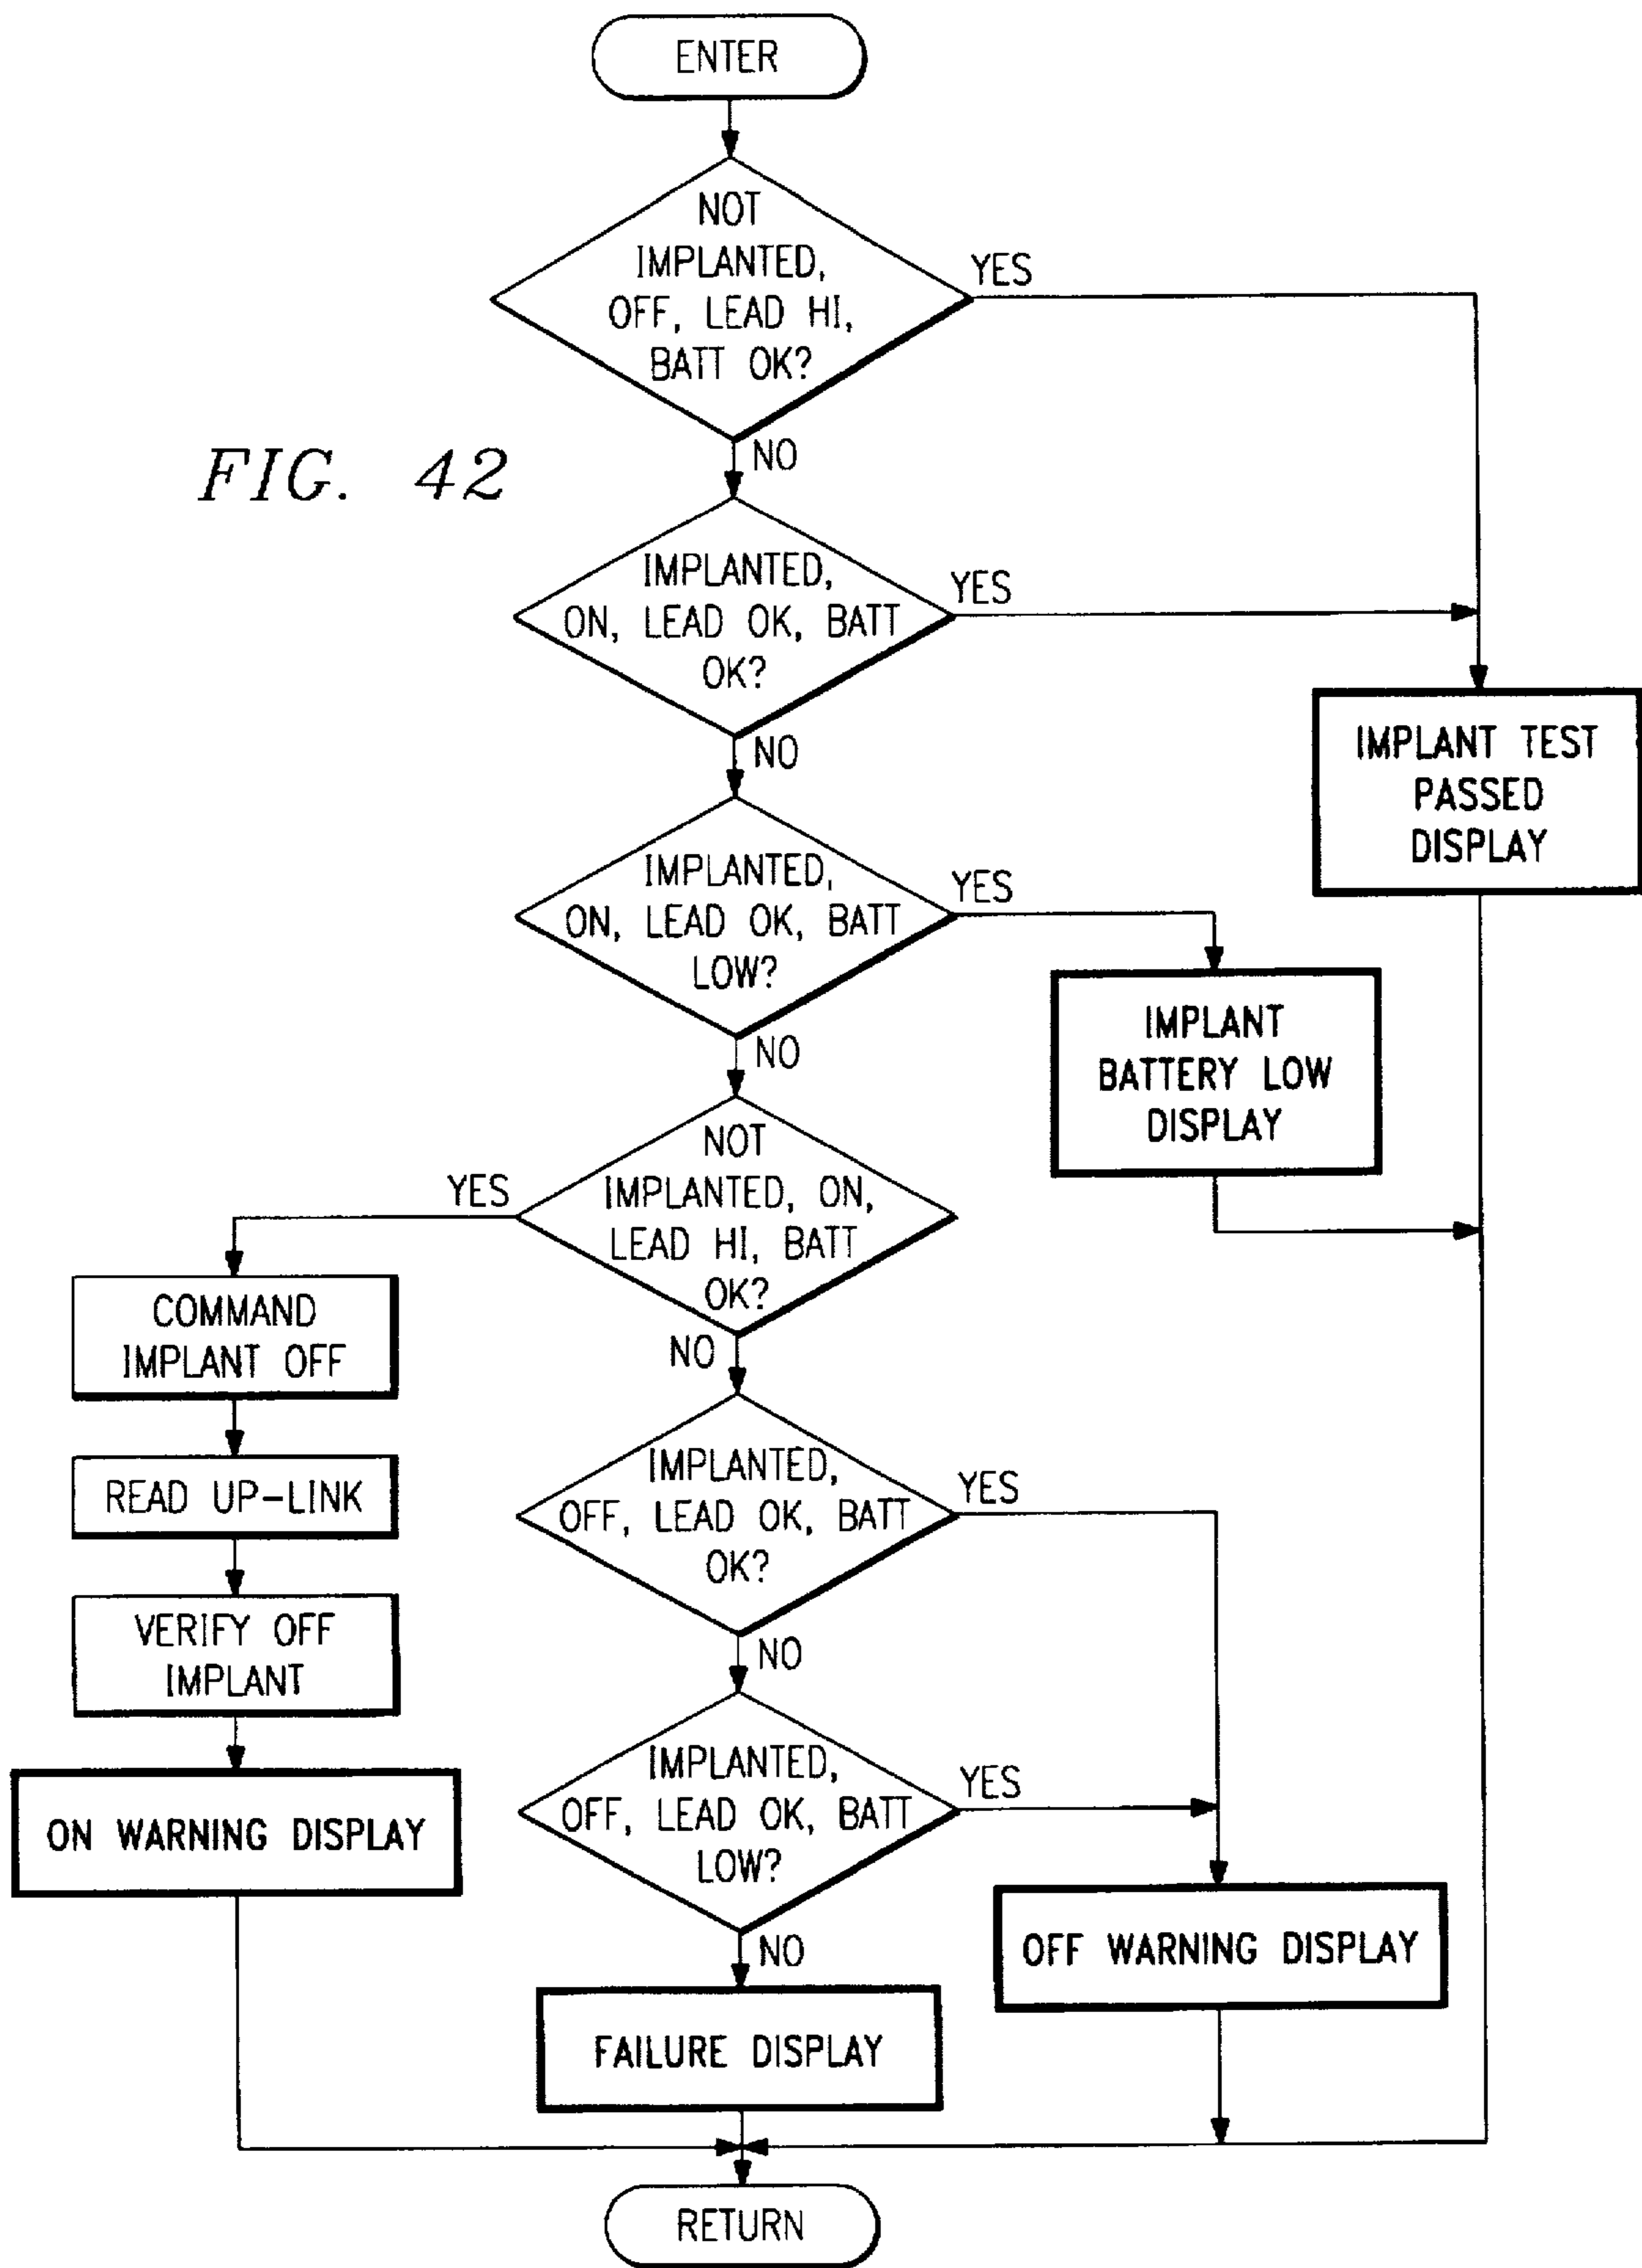 ENTER
NOT
IMPLANTED,
OFF, LEAD HI,
BATT OK?
YES
NO
FIG. 42
IMPLANTED,
ON, LEAD OK, BATT
OK?
YES
NO
IMPLANT TEST
PASSED
DISPLAY
IMPLANTED,
ON, LEAD OK, BATT
LOW?
YES
NO
IMPLANT
BATTERY LOW
DISPLAY
NOT
IMPLANTED, ON,
LEAD HI, BATT
OK?
YES
NO
COMMAND
IMPLANT OFF
READ UP-LINK
VERIFY OFF
IMPLANT
ON WARNING DISPLAY
IMPLANTED,
OFF, LEAD OK, BATT
OK?
YES
NO
IMPLANTED,
OFF, LEAD OK, BATT
LOW?
YES
NO
OFF WARNING DISPLAY
FAILURE DISPLAY
RETURN